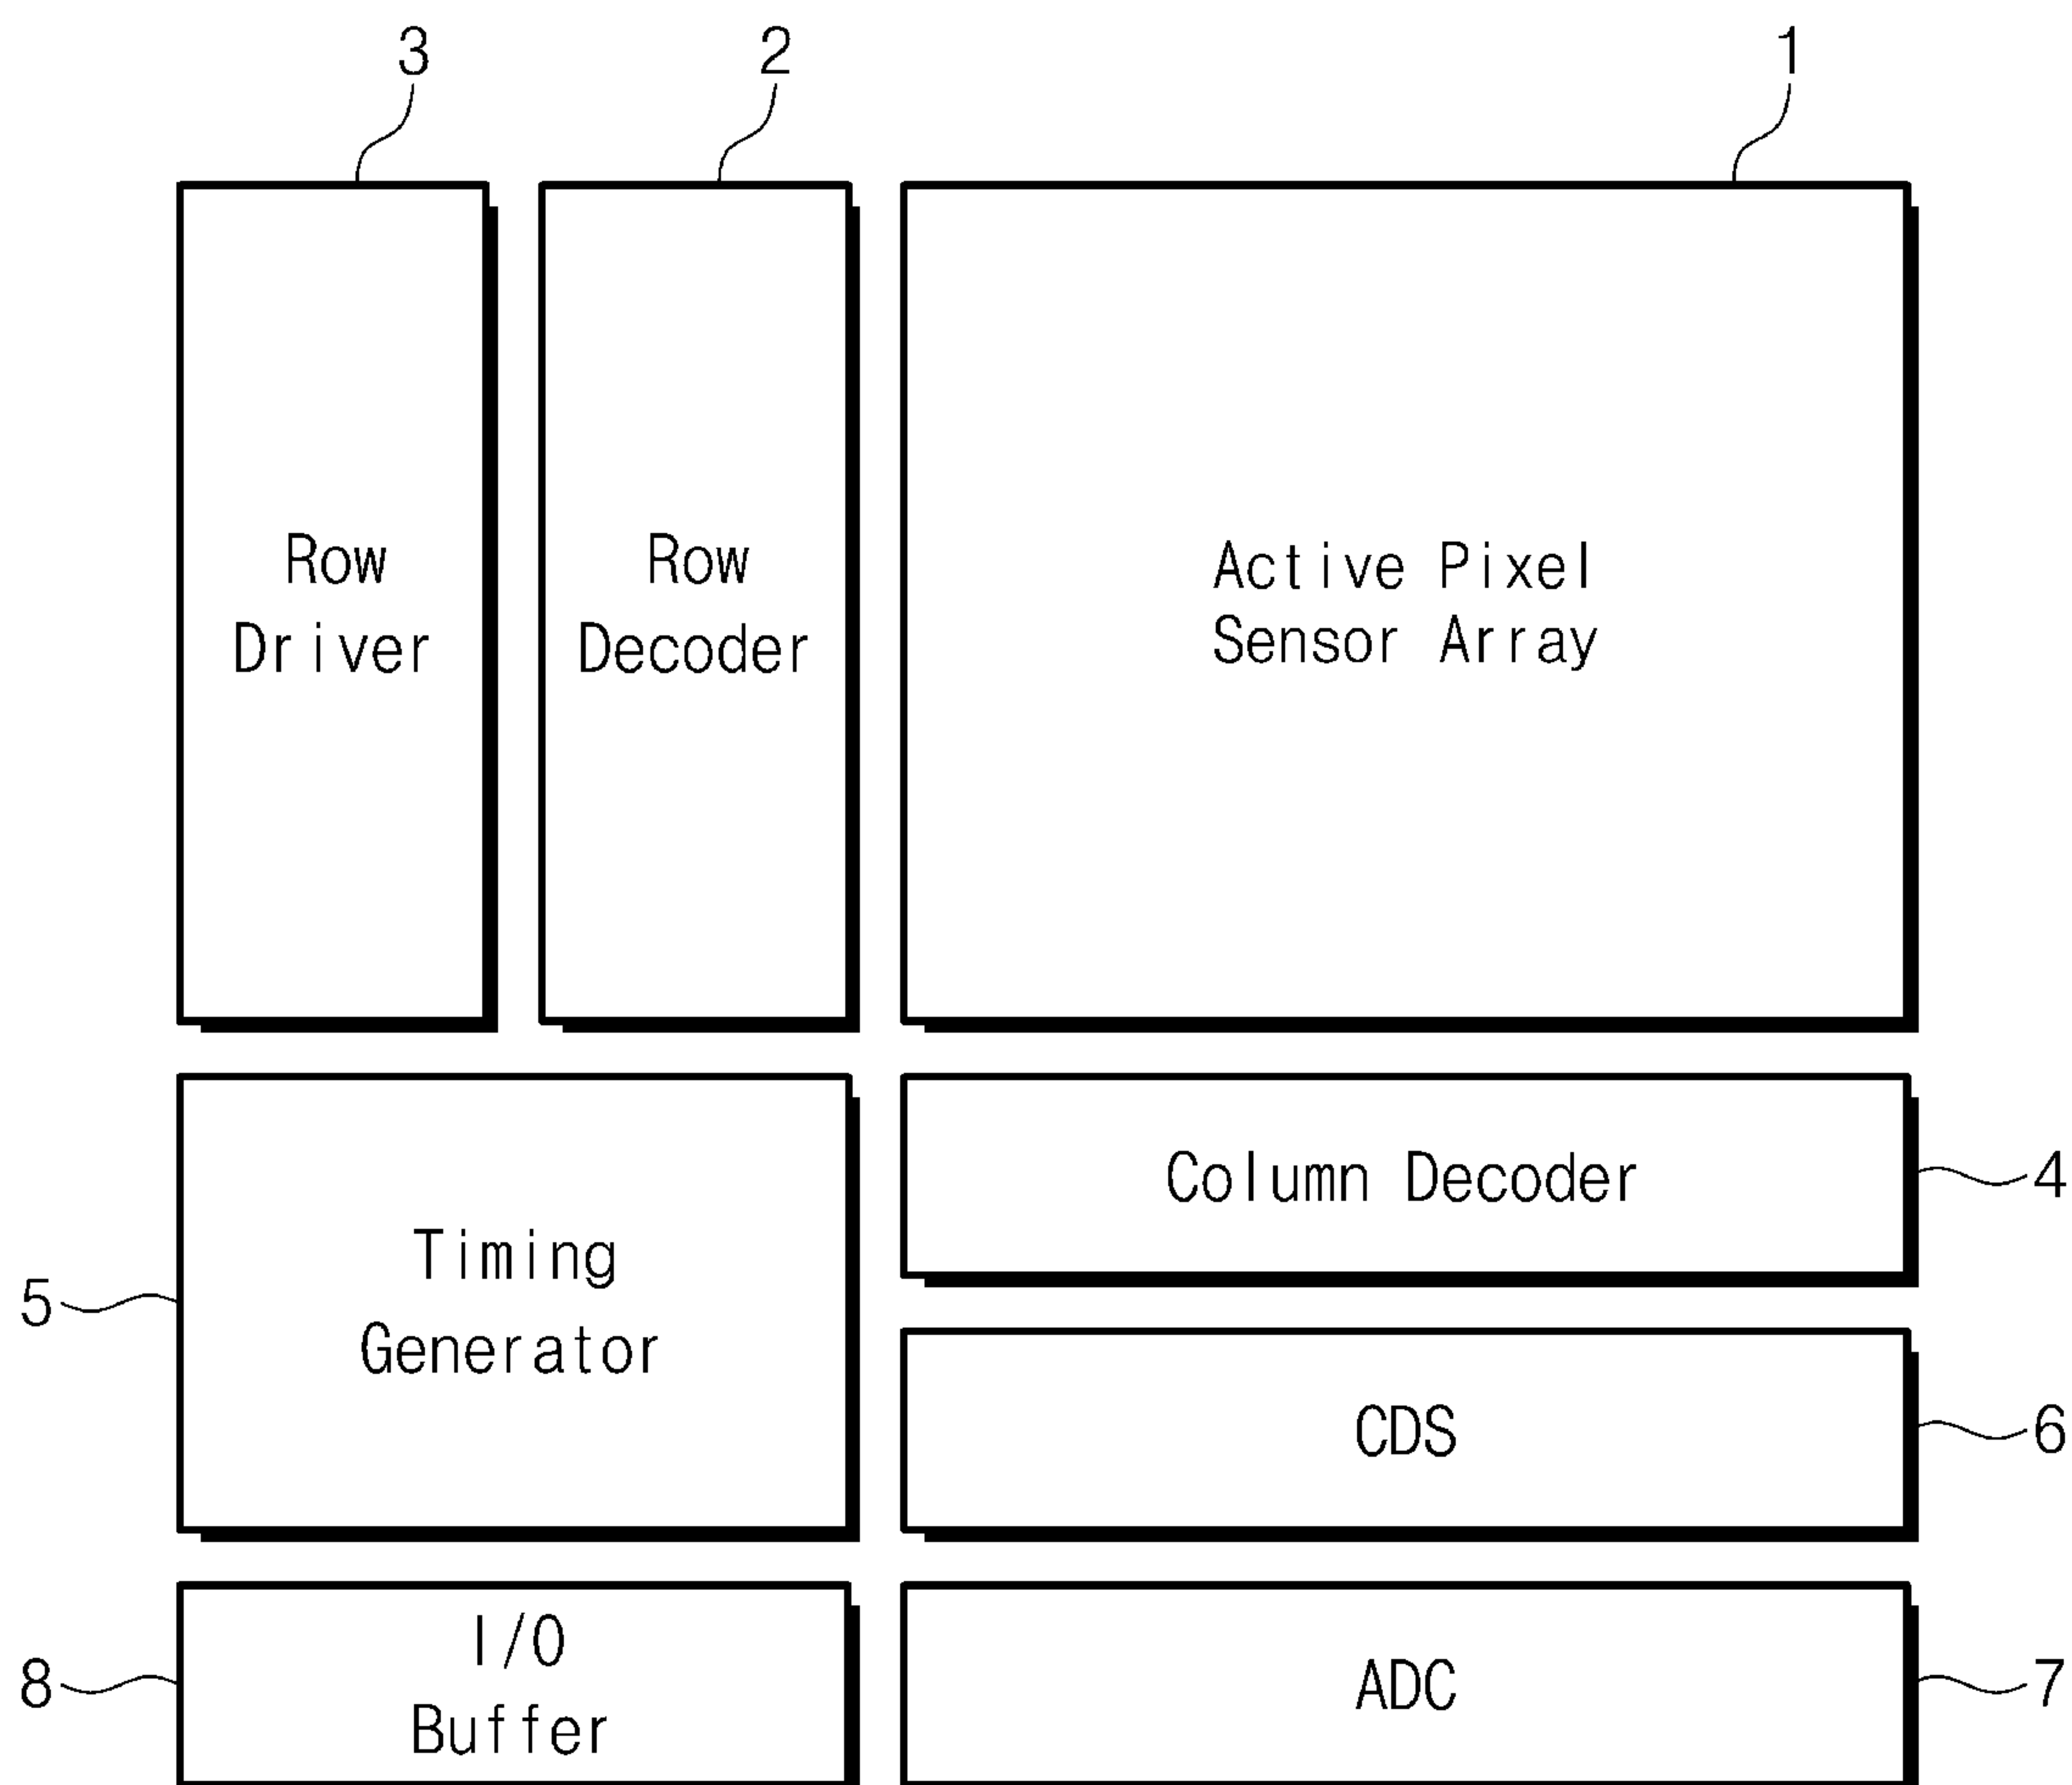 3
2
1
Row
Driver
Row
Decoder
Active Pixel
Sensor Array
Column Decoder
4
Timing
Generator
5
CDS
6
I/O
Buffer
8
ADC
7